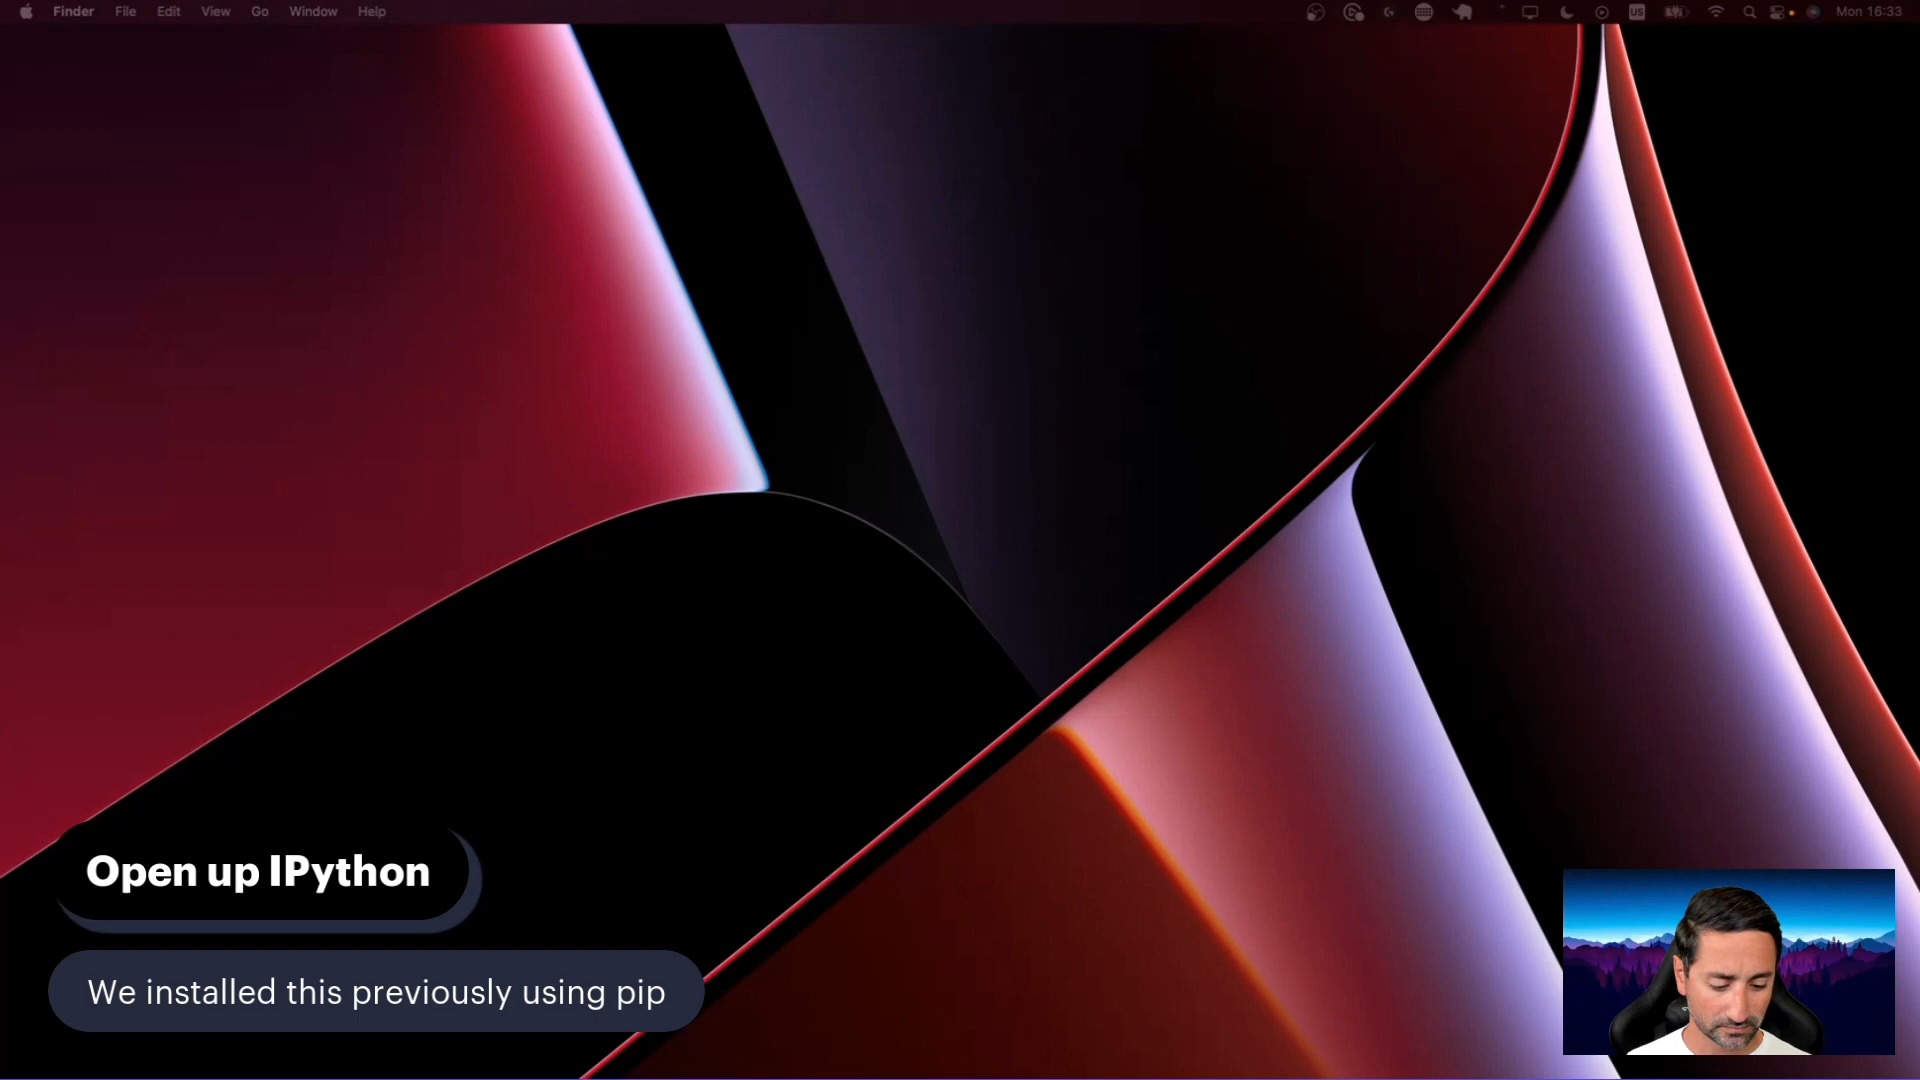 Finder File Edit View Go Window Help
US
Mon 16:33
Open up IPython
We installed this previously using pip